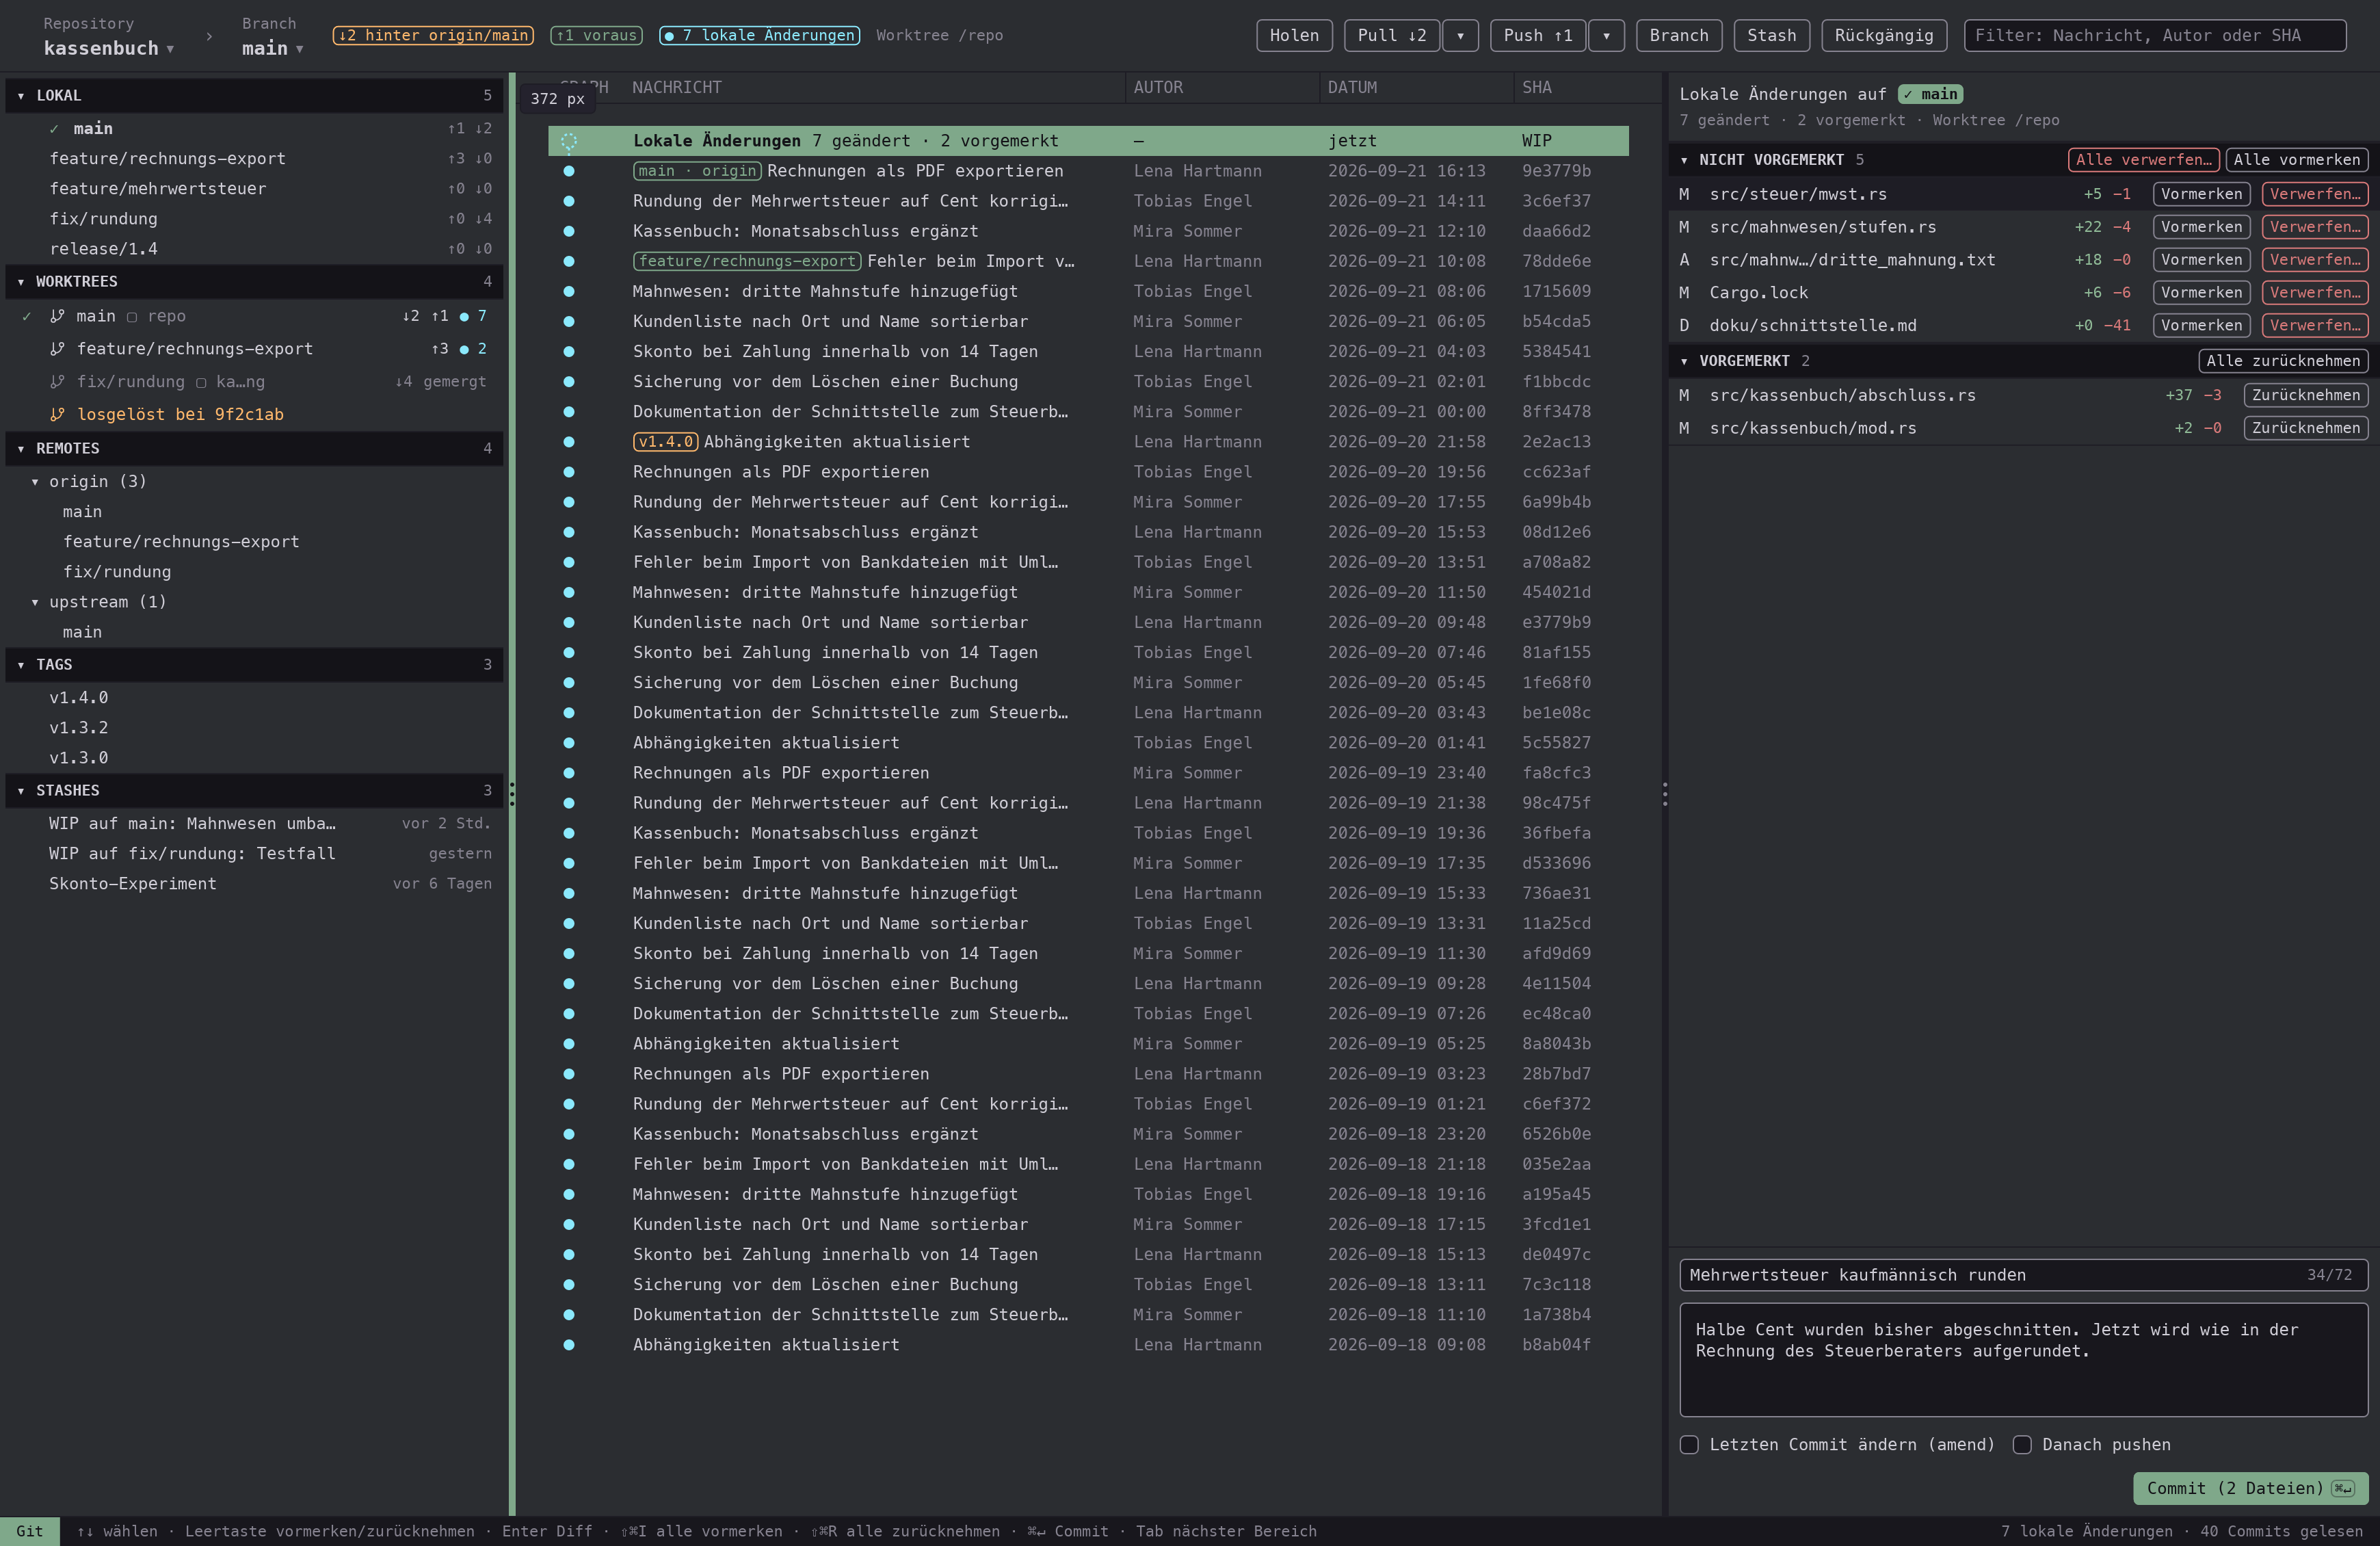 Repository
kassenbuch ▾ › Branch
main ▾
↓2 hinter origin/main ↑1 voraus ● 7 lokale Änderungen Worktree /repo
Holen Pull ↓2 ▾ Push ↑1 ▾ Branch Stash Rückgängig Filter: Nachricht, Autor oder SHA
▾ LOKAL 5
✓ main ↑1 ↓2
feature/rechnungs-export ↑3 ↓0
feature/mehrwertsteuer ↑0 ↓0
fix/rundung ↑0 ↓4
release/1.4 ↑0 ↓0
▾ WORKTREES 4
✓ main ▢ repo ↓2 ↑1 ● 7
feature/rechnungs-export ↑3 ● 2
fix/rundung ▢ ka…ng ↓4 gemergt
losgelöst bei 9f2c1ab
▾ REMOTES 4
▾ origin (3)
main
feature/rechnungs-export
fix/rundung
▾ upstream (1)
main
▾ TAGS 3
v1.4.0
v1.3.2
v1.3.0
▾ STASHES 3
WIP auf main: Mahnwesen umba… vor 2 Std.
WIP auf fix/rundung: Testfall gestern
Skonto-Experiment vor 6 Tagen
372 px
NACHRICHT AUTOR DATUM SHA
Lokale Änderungen 7 geändert · 2 vorgemerkt — jetzt WIP
main · origin Rechnungen als PDF exportieren Lena Hartmann 2026-09-21 16:13 9e3779b
Rundung der Mehrwertsteuer auf Cent korrigi… Tobias Engel 2026-09-21 14:11 3c6ef37
Kassenbuch: Monatsabschluss ergänzt Mira Sommer 2026-09-21 12:10 daa66d2
feature/rechnungs-export Fehler beim Import v… Lena Hartmann 2026-09-21 10:08 78dde6e
Mahnwesen: dritte Mahnstufe hinzugefügt Tobias Engel 2026-09-21 08:06 1715609
Kundenliste nach Ort und Name sortierbar Mira Sommer 2026-09-21 06:05 b54cda5
Skonto bei Zahlung innerhalb von 14 Tagen Lena Hartmann 2026-09-21 04:03 5384541
Sicherung vor dem Löschen einer Buchung Tobias Engel 2026-09-21 02:01 f1bbcdc
Dokumentation der Schnittstelle zum Steuerb… Mira Sommer 2026-09-21 00:00 8ff3478
v1.4.0 Abhängigkeiten aktualisiert Lena Hartmann 2026-09-20 21:58 2e2ac13
Rechnungen als PDF exportieren Tobias Engel 2026-09-20 19:56 cc623af
Rundung der Mehrwertsteuer auf Cent korrigi… Mira Sommer 2026-09-20 17:55 6a99b4b
Kassenbuch: Monatsabschluss ergänzt Lena Hartmann 2026-09-20 15:53 08d12e6
Fehler beim Import von Bankdateien mit Uml… Tobias Engel 2026-09-20 13:51 a708a82
Mahnwesen: dritte Mahnstufe hinzugefügt Mira Sommer 2026-09-20 11:50 454021d
Kundenliste nach Ort und Name sortierbar Lena Hartmann 2026-09-20 09:48 e3779b9
Skonto bei Zahlung innerhalb von 14 Tagen Tobias Engel 2026-09-20 07:46 81af155
Sicherung vor dem Löschen einer Buchung Mira Sommer 2026-09-20 05:45 1fe68f0
Dokumentation der Schnittstelle zum Steuerb… Lena Hartmann 2026-09-20 03:43 be1e08c
Abhängigkeiten aktualisiert Tobias Engel 2026-09-20 01:41 5c55827
Rechnungen als PDF exportieren Mira Sommer 2026-09-19 23:40 fa8cfc3
Rundung der Mehrwertsteuer auf Cent korrigi… Lena Hartmann 2026-09-19 21:38 98c475f
Kassenbuch: Monatsabschluss ergänzt Tobias Engel 2026-09-19 19:36 36fbefa
Fehler beim Import von Bankdateien mit Uml… Mira Sommer 2026-09-19 17:35 d533696
Mahnwesen: dritte Mahnstufe hinzugefügt Lena Hartmann 2026-09-19 15:33 736ae31
Kundenliste nach Ort und Name sortierbar Tobias Engel 2026-09-19 13:31 11a25cd
Skonto bei Zahlung innerhalb von 14 Tagen Mira Sommer 2026-09-19 11:30 afd9d69
Sicherung vor dem Löschen einer Buchung Lena Hartmann 2026-09-19 09:28 4e11504
Dokumentation der Schnittstelle zum Steuerb… Tobias Engel 2026-09-19 07:26 ec48ca0
Abhängigkeiten aktualisiert Mira Sommer 2026-09-19 05:25 8a8043b
Rechnungen als PDF exportieren Lena Hartmann 2026-09-19 03:23 28b7bd7
Rundung der Mehrwertsteuer auf Cent korrigi… Tobias Engel 2026-09-19 01:21 c6ef372
Kassenbuch: Monatsabschluss ergänzt Mira Sommer 2026-09-18 23:20 6526b0e
Fehler beim Import von Bankdateien mit Uml… Lena Hartmann 2026-09-18 21:18 035e2aa
Mahnwesen: dritte Mahnstufe hinzugefügt Tobias Engel 2026-09-18 19:16 a195a45
Kundenliste nach Ort und Name sortierbar Mira Sommer 2026-09-18 17:15 3fcd1e1
Skonto bei Zahlung innerhalb von 14 Tagen Lena Hartmann 2026-09-18 15:13 de0497c
Sicherung vor dem Löschen einer Buchung Tobias Engel 2026-09-18 13:11 7c3c118
Dokumentation der Schnittstelle zum Steuerb… Mira Sommer 2026-09-18 11:10 1a738b4
Abhängigkeiten aktualisiert Lena Hartmann 2026-09-18 09:08 b8ab04f
Lokale Änderungen auf ✓ main
7 geändert · 2 vorgemerkt · Worktree /repo
▾ NICHT VORGEMERKT 5 Alle verwerfen… Alle vormerken
M src/steuer/mwst.rs +5 −1 Vormerken Verwerfen…
M src/mahnwesen/stufen.rs +22 −4 Vormerken Verwerfen…
A src/mahnw…/dritte_mahnung.txt +18 −0 Vormerken Verwerfen…
M Cargo.lock +6 −6 Vormerken Verwerfen…
D doku/schnittstelle.md +0 −41 Vormerken Verwerfen…
▾ VORGEMERKT 2 Alle zurücknehmen
M src/kassenbuch/abschluss.rs +37 −3 Zurücknehmen
M src/kassenbuch/mod.rs +2 −0 Zurücknehmen
Mehrwertsteuer kaufmännisch runden 34/72
Halbe Cent wurden bisher abgeschnitten. Jetzt wird wie in der
Rechnung des Steuerberaters aufgerundet.
Letzten Commit ändern (amend) Danach pushen
Commit (2 Dateien) ⌘↵
Git ↑↓ wählen · Leertaste vormerken/zurücknehmen · Enter Diff · ⇧⌘I alle vormerken · ⇧⌘R alle zurücknehmen · ⌘↵ Commit · Tab nächster Bereich
7 lokale Änderungen · 40 Commits gelesen